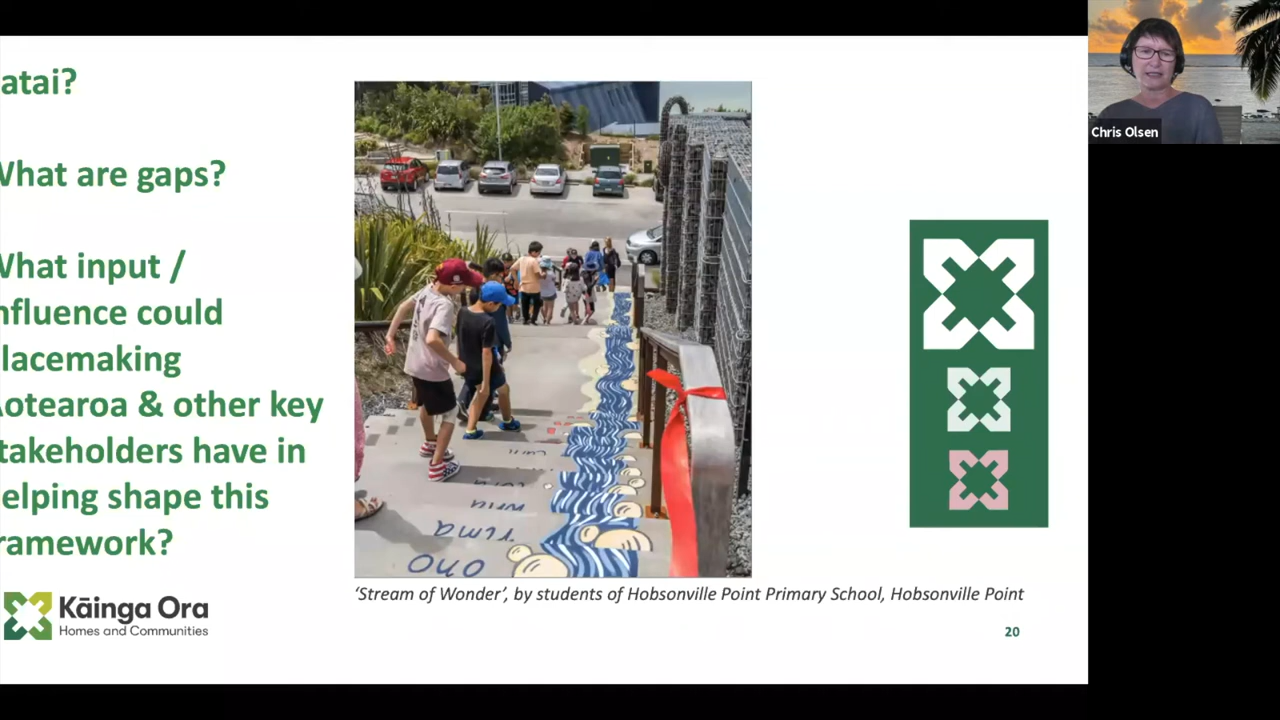 atai?
What are gaps?
What input /
nfluence could
lacemaking
Aotearoa & other key
takeholders have in
elping shape this
ramework?
Kāinga Ora
Homes and Communities
rima
ono
'Stream of Wonder', by students of Hobsonville Point Primary School, Hobsonville Point
20
Chris Olsen